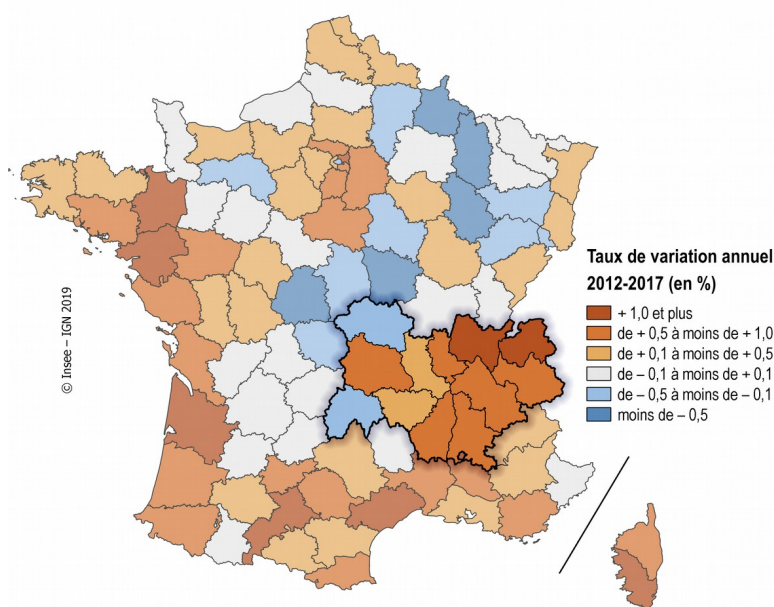 Taux de variation annuel
2012-2017 (en %)
+ 1,0 et plus
de + 0,5 à moins de + 1,0
de + 0,1 à moins de + 0,5
de – 0,1 à moins de + 0,1
de – 0,5 à moins de – 0,1
moins de – 0,5
© Insee – IGN 2019